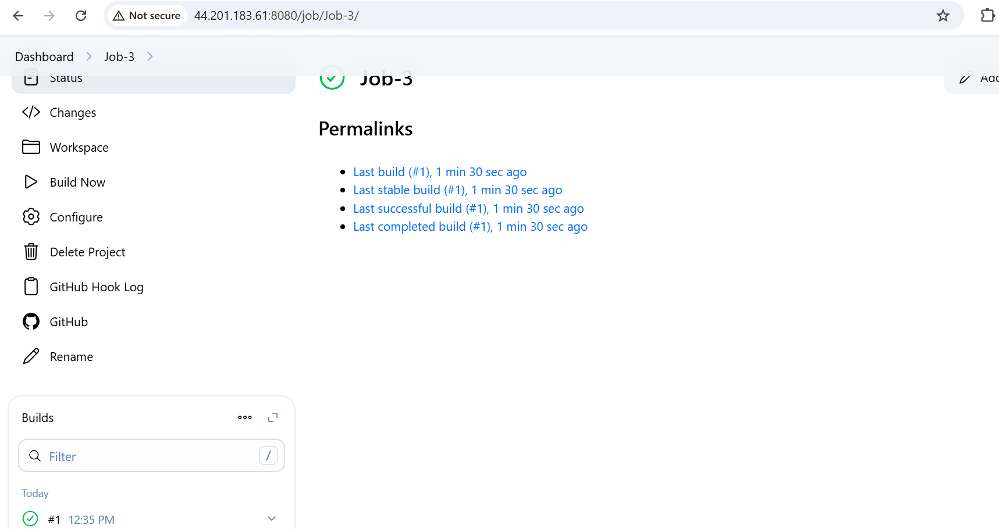 Not secure 44.201.183.61:8080/job/Job-3/
Dashboard Job-3
Status
Changes
Workspace
Build Now
Configure
Delete Project
GitHub Hook Log
GitHub
Rename
Builds
Filter /
Today
#1 12:35 PM
Job-3
Permalinks
Last build (#1), 1 min 30 sec ago
Last stable build (#1), 1 min 30 sec ago
Last successful build (#1), 1 min 30 sec ago
Last completed build (#1), 1 min 30 sec ago